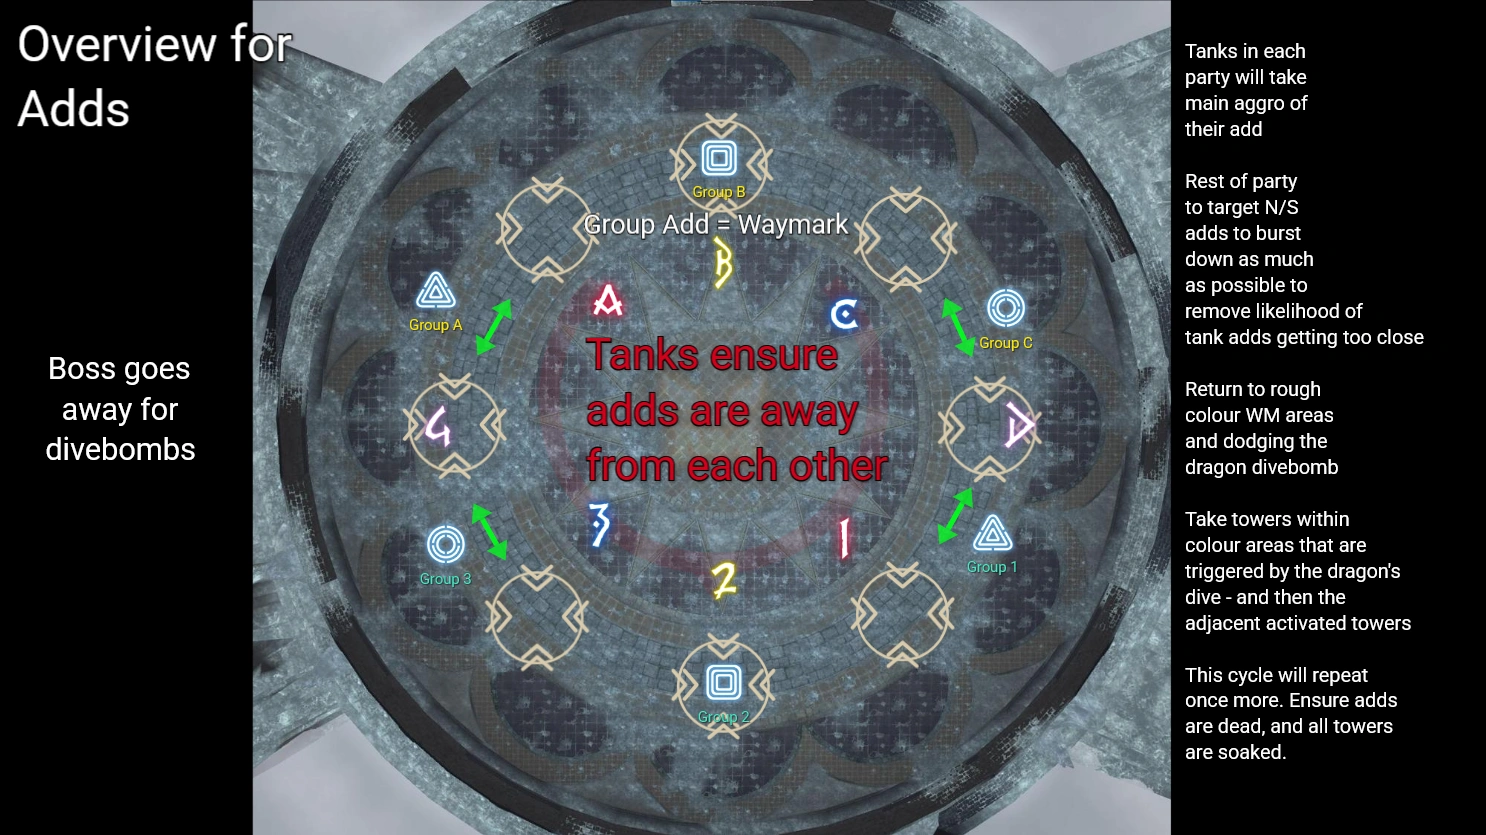 Overview for
Adds
Boss goes
away for
divebombs
Group B
Group Add = Waymark
B
A
C
Group A
Group C
Tanks ensure
adds are away
from each other
4
D
3
1
2
Group 3
Group 1
Group 2
Tanks in each
party will take
main aggro of
their add
Rest of party
to target N/S
adds to burst
down as much
as possible to
remove likelihood of
tank adds getting too close
Return to rough
colour WM areas
and dodging the
dragon divebomb
Take towers within
colour areas that are
triggered by the dragon's
dive - and then the
adjacent activated towers
This cycle will repeat
once more. Ensure adds
are dead, and all towers
are soaked.